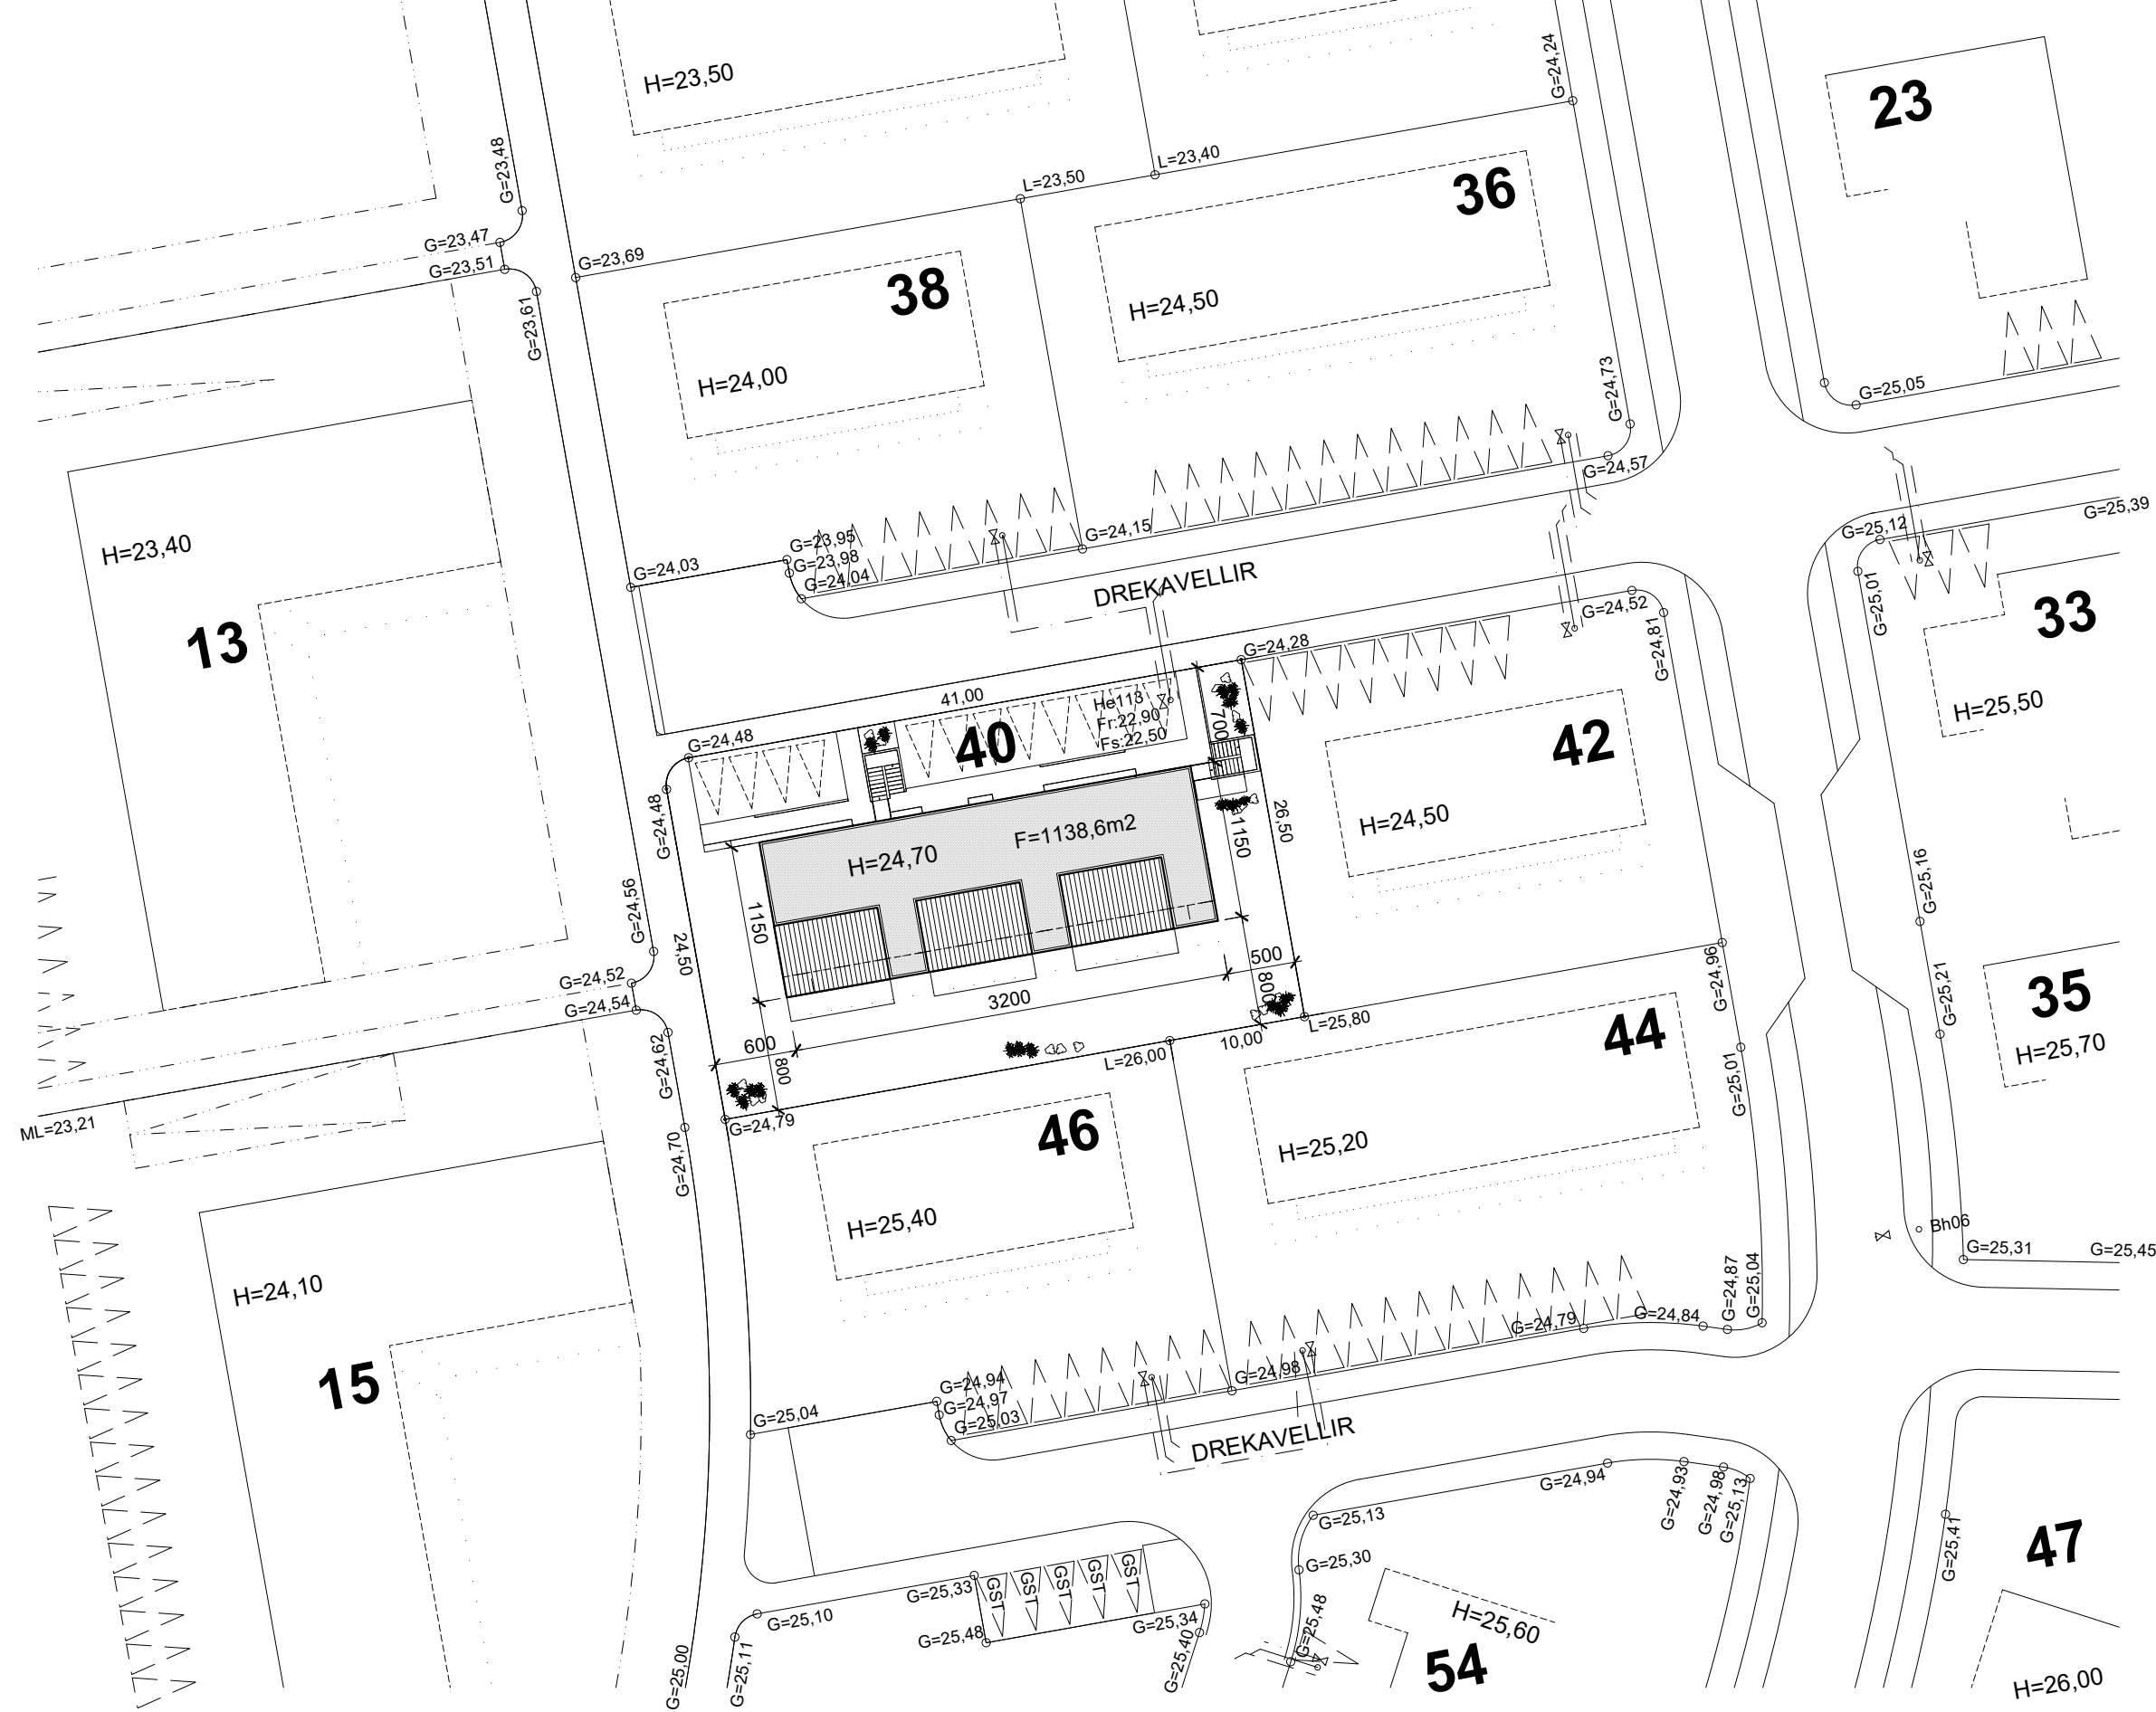 H=23,50
G=24,24
23
G=23,48
L=23,40
L=23,50
36
G=23,47
G=23,51
G=23,69
38
H=24,50
G=23,61
H=24,00
G=24,73
G=25,05
G=24,57
G=25,12
G=25,39
H=23,40
G=23,95
G=24,15
G=23,98
G=24,03
G=24,04
DREKAVELLIR
G=24,52
G=25,01
33
13
G=24,28
G=24,81
41,00
He113
Fr:22,90
Fs:22,50
700
H=25,50
G=24,48
40
42
G=24,48
F=1138,6m2
H=24,70
1150
26,50
H=24,50
G=24,56
1150
G=25,16
24,50
500
G=24,96
G=25,21
35
G=24,52
G=24,54
3200
800
L=25,80
44
H=25,70
G=24,62
600
800
L=26,00
10,00
G=25,01
ML=23,21
G=24,79
46
G=24,70
H=25,20
H=25,40
Bh06
G=25,31
G=25,45
H=24,10
G=24,87
G=25,04
G=24,79
G=24,84
15
G=24,94
G=24,97
G=25,03
G=24,98
G=25,04
DREKAVELLIR
G=24,94
G=24,93
G=24,98
G=25,13
G=25,13
G=25,41
47
G=25,30
G=25,33
GST
GST
GST
GST
GST
G=25,10
G=25,48
G=25,34
G=25,40
G=25,48
H=25,60
54
G=25,00
G=25,11
H=26,00